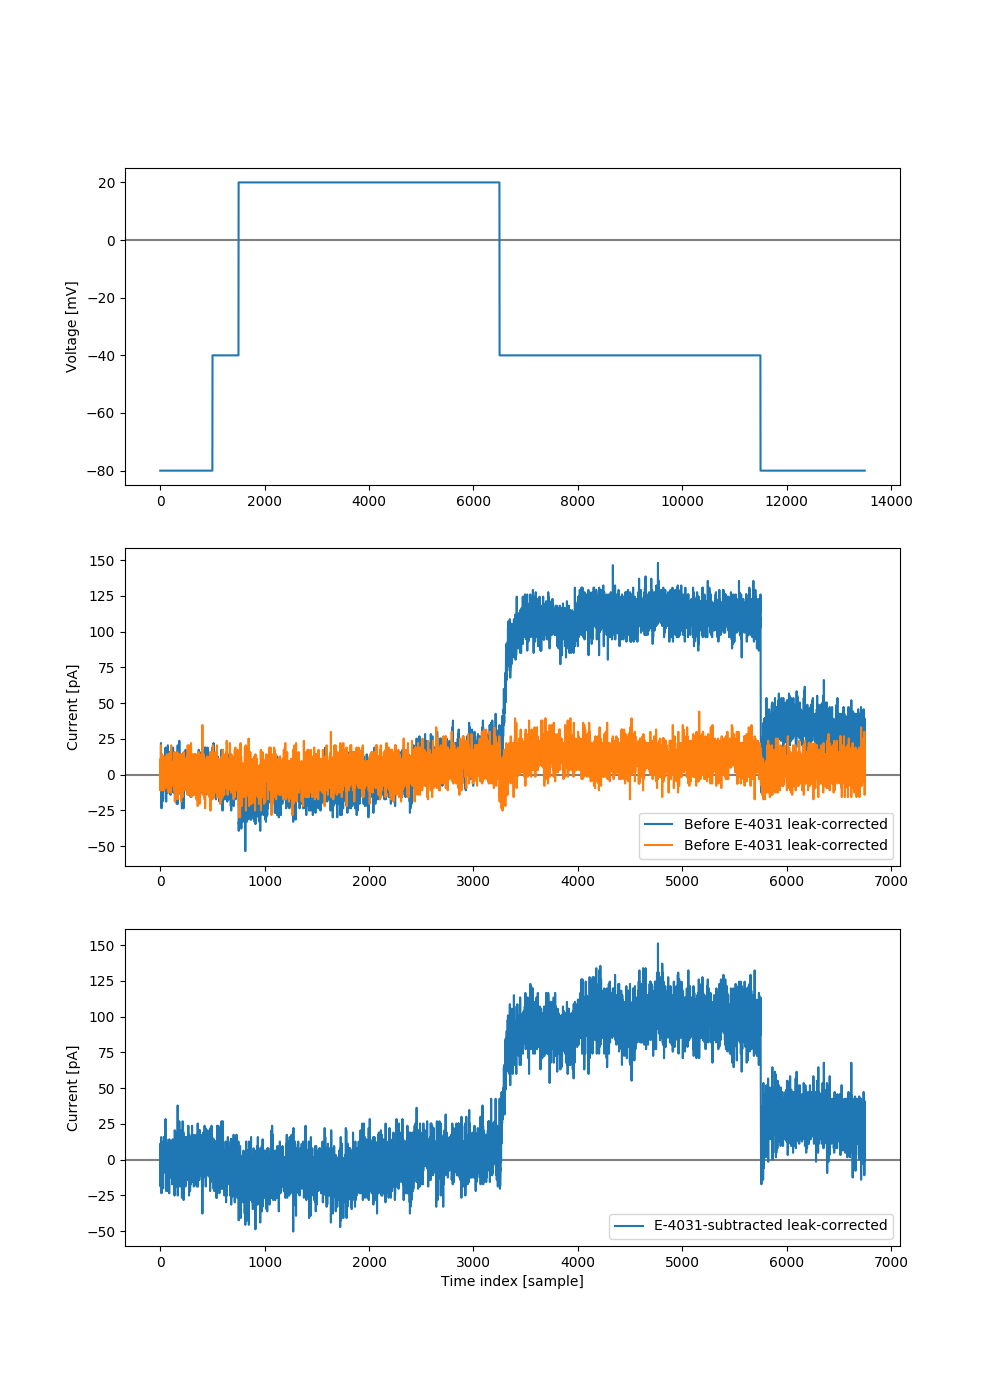 20
0
−20
−40
−60
−80
Voltage [mV]
0 2000 4000 6000 8000 10000 12000 14000
150
125
100
75
50
25
0
−25
−50
Current [pA]
Before E-4031 leak-corrected
Before E-4031 leak-corrected
0 1000 2000 3000 4000 5000 6000 7000
150
125
100
75
50
25
0
−25
−50
Current [pA]
E-4031-subtracted leak-corrected
0 1000 2000 3000 4000 5000 6000 7000
Time index [sample]